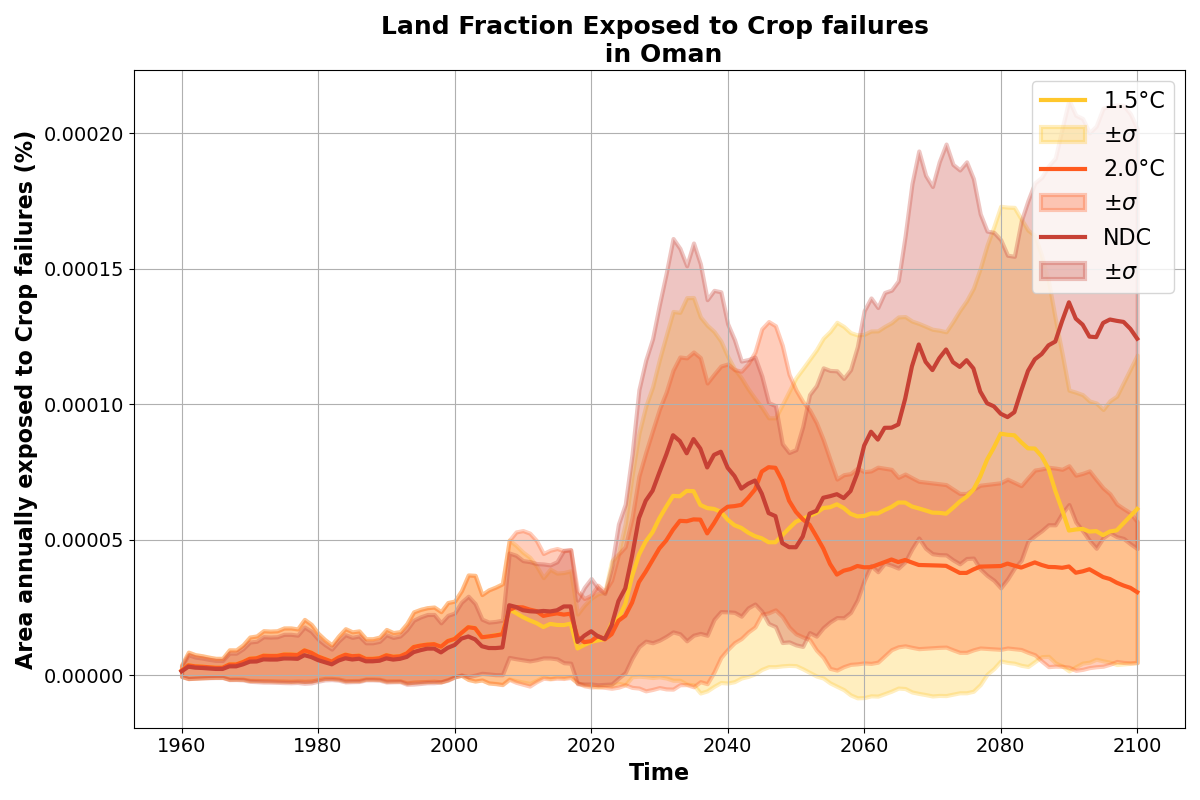 Land Fraction Exposed to Crop failures
in Oman
Area annually exposed to Crop failures (%)
0.00020
0.00015
0.00010
0.00005
0.00000
1.5°C
±σ
2.0°C
±σ
NDC
±σ
1960 1980 2000 2020 2040 2060 2080 2100
Time